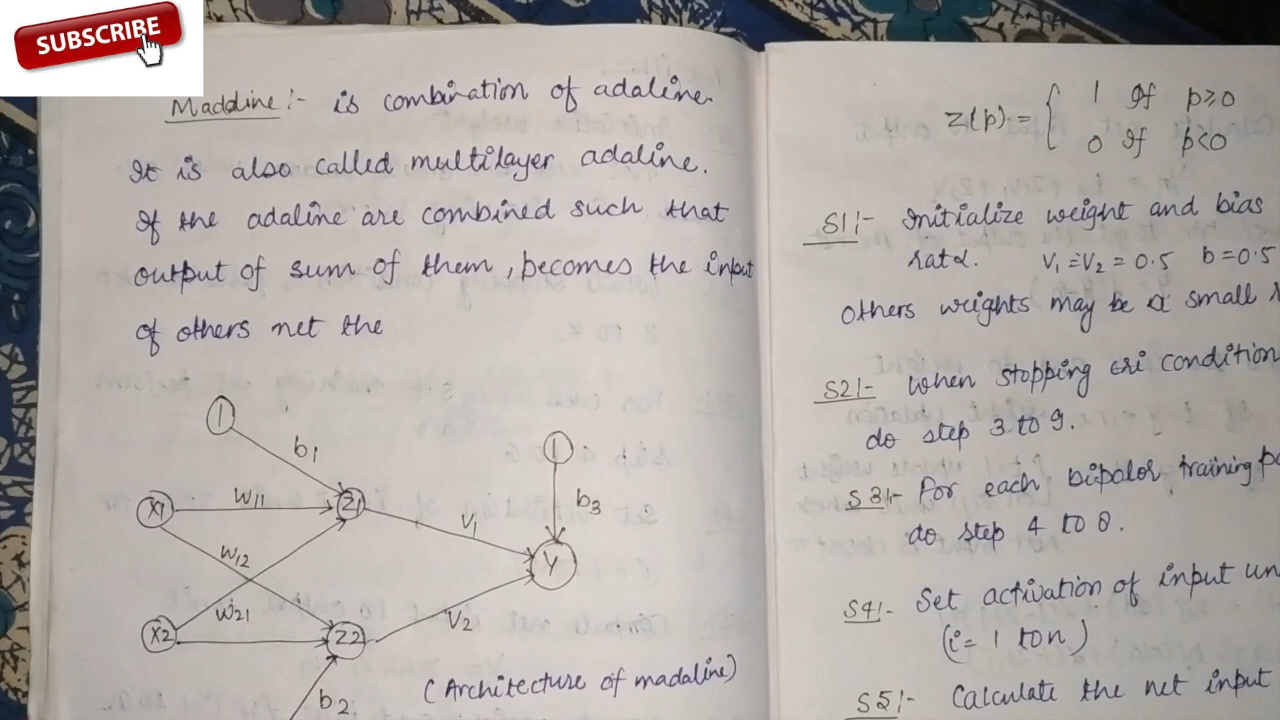 SUBSCRIBE
Maddine:- is combination of adaline.
It is also called multilayer adaline.
If the adaline are combined such that
output of sum of them, becomes the input
of others net the
1
b1
1
b3
X1
W11
Z1
V1
W12
Y
W21
X2
Z2
V2
b2
(Architecture of madaline)
Z(p) = { 1 If p≥0
0 If p<0
S1:- Initialize weight and bias
rate α. V1 = V2 = 0.5 b = 0.5
others weights may be a small
S2:- When stopping cri condition
do step 3 to 9.
S3:- For each bipolar training
do step 4 to 8.
S4:- Set activation of input
(i = 1 to n)
S5:- Calculate the net input